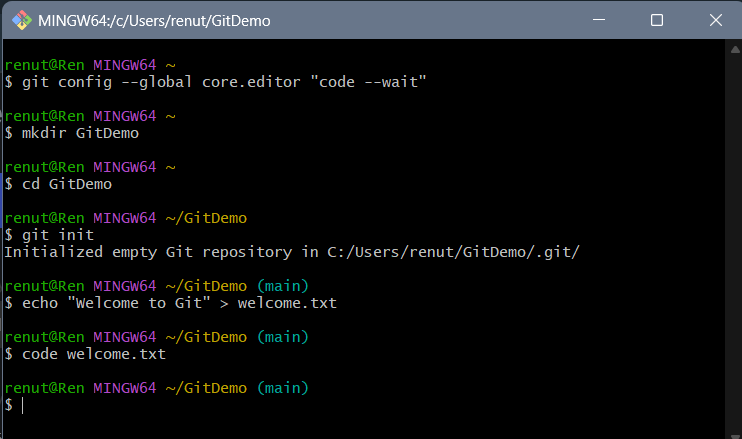 MINGW64:/c/Users/renut/GitDemo
renut@Ren MINGW64 ~
$ git config --global core.editor "code --wait"
renut@Ren MINGW64 ~
$ mkdir GitDemo
renut@Ren MINGW64 ~
$ cd GitDemo
renut@Ren MINGW64 ~/GitDemo
$ git init
Initialized empty Git repository in C:/Users/renut/GitDemo/.git/
renut@Ren MINGW64 ~/GitDemo (main)
$ echo "Welcome to Git" > welcome.txt
renut@Ren MINGW64 ~/GitDemo (main)
$ code welcome.txt
renut@Ren MINGW64 ~/GitDemo (main)
$